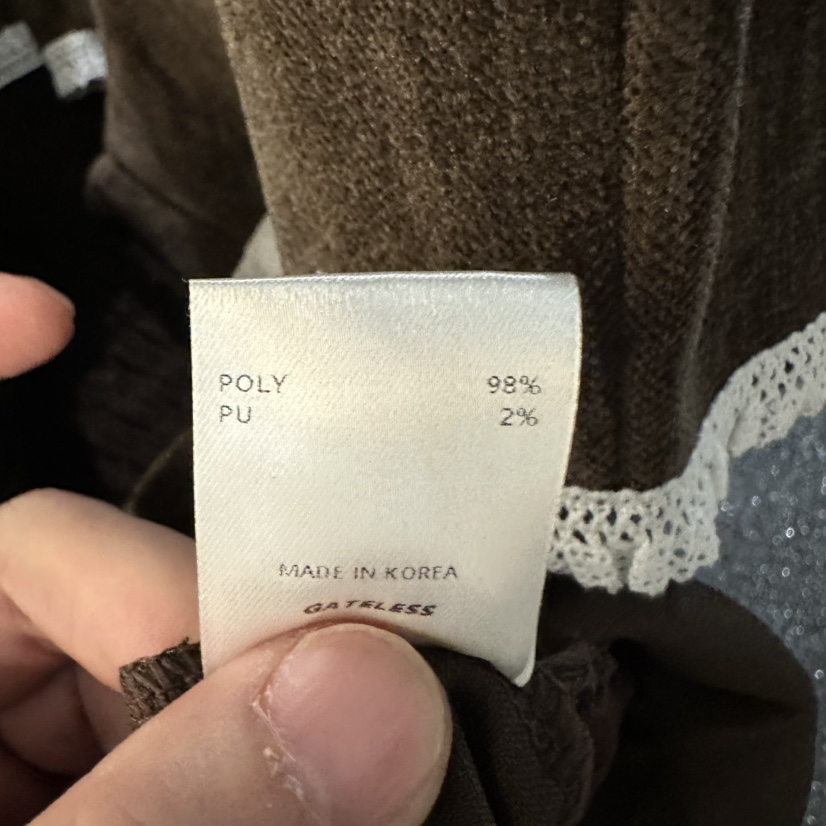 POLY 98%
PU 2%
MADE IN KOREA
GATELESS